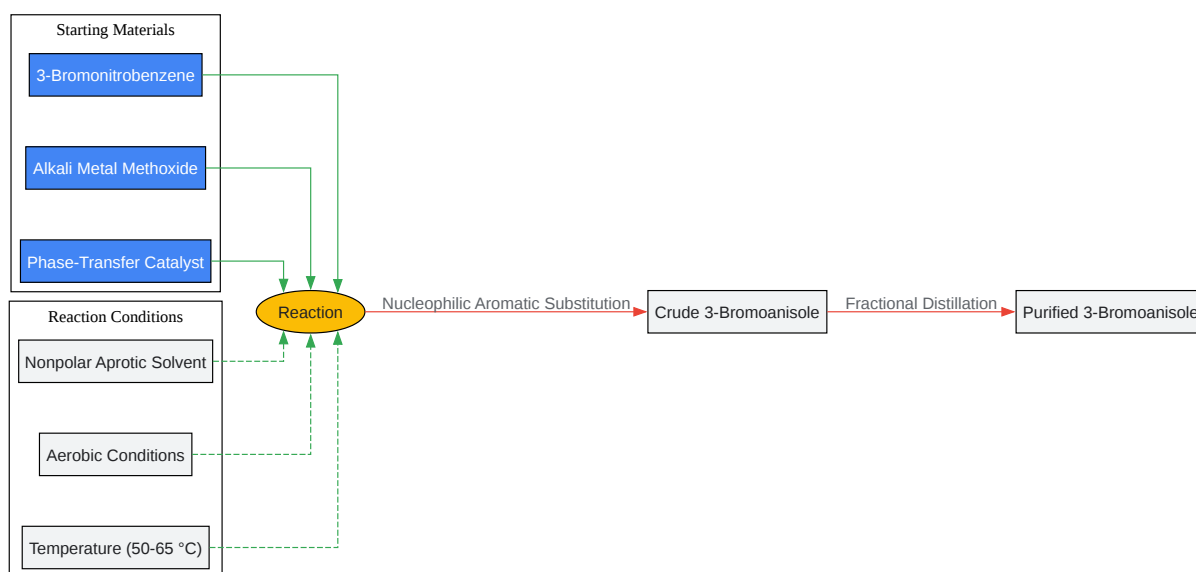 Starting Materials
3-Bromonitrobenzene
Alkali Metal Methoxide
Phase-Transfer Catalyst
Reaction Conditions
Nonpolar Aprotic Solvent
Aerobic Conditions
Temperature (50-65 °C)
Reaction
Nucleophilic Aromatic Substitution
Crude 3-Bromoanisole
Fractional Distillation
Purified 3-Bromoanisole